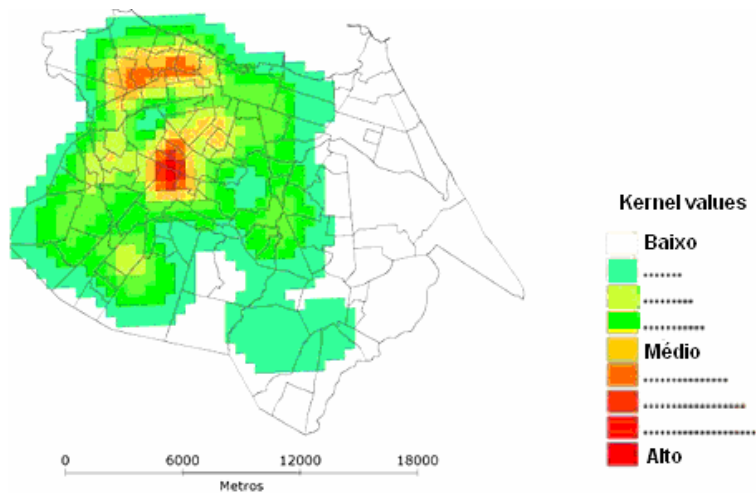 Kernel values
Baixo
.......
.........
...........
Médio
...............
..................
....................
Alto
0 6000 12000 18000
Metros